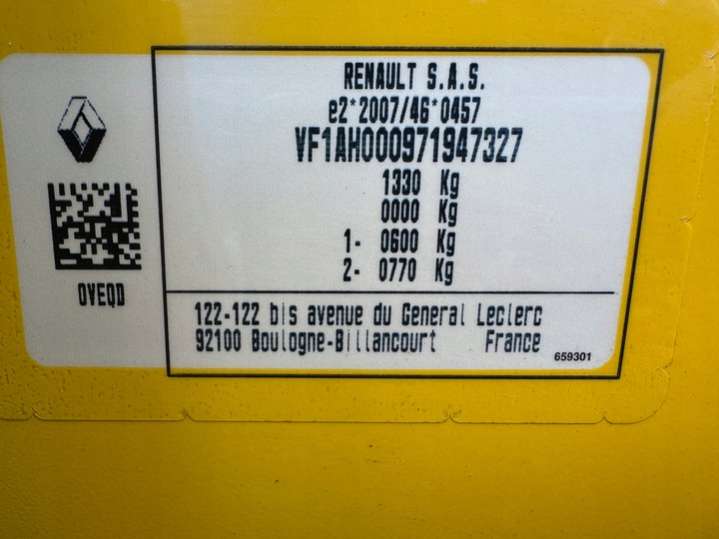 RENAULT S.A.S.
e2*2007/46*0457
VF1AH000971947327
1330 Kg
0000 Kg
1- 0600 Kg
2- 0770 Kg
OVEQD
122-122 bis avenue du General Leclerc
92100 Boulogne-Billancourt France
659301